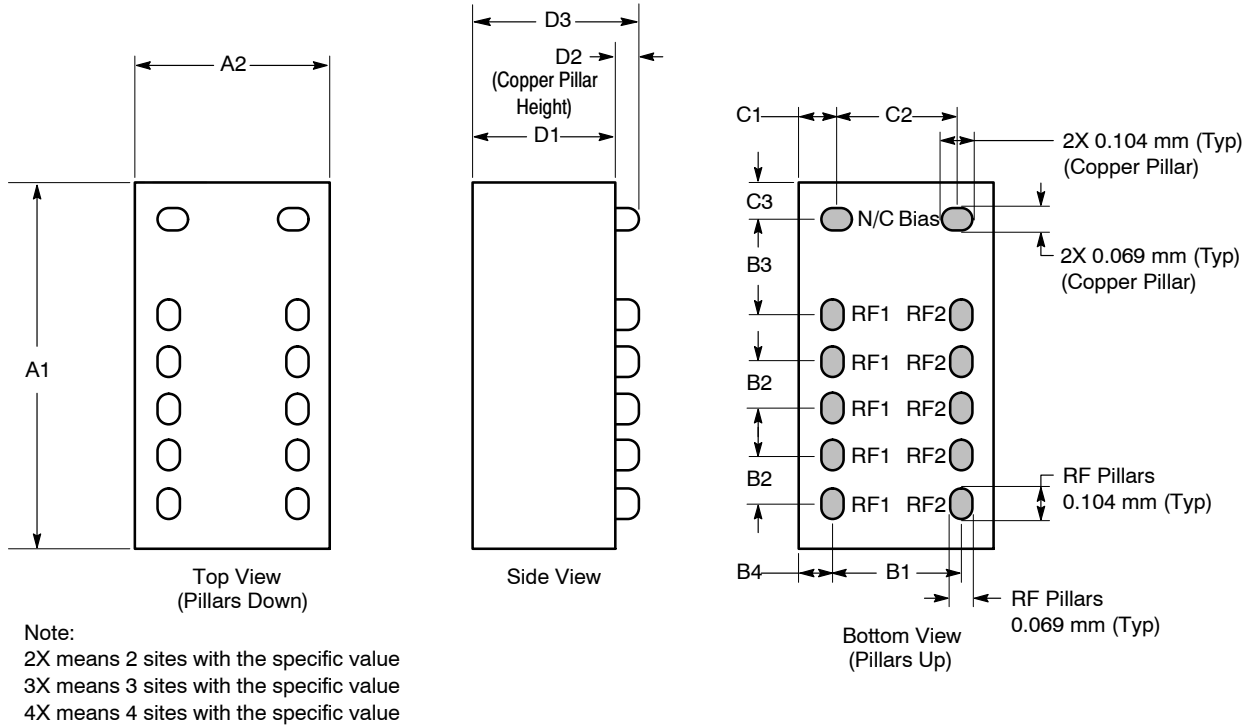 D3
A2
D2
(Copper Pillar
Height)
D1
C1
C2
2X 0.104 mm (Typ)
(Copper Pillar)
C3
N/C Bias
2X 0.069 mm (Typ)
(Copper Pillar)
B3
RF1 RF2
A1
RF1 RF2
B2
RF1 RF2
RF1 RF2
B2
RF Pillars
0.104 mm (Typ)
RF1 RF2
B4
B1
Top View
(Pillars Down)
Side View
RF Pillars
0.069 mm (Typ)
Bottom View
(Pillars Up)
Note:
2X means 2 sites with the specific value
3X means 3 sites with the specific value
4X means 4 sites with the specific value